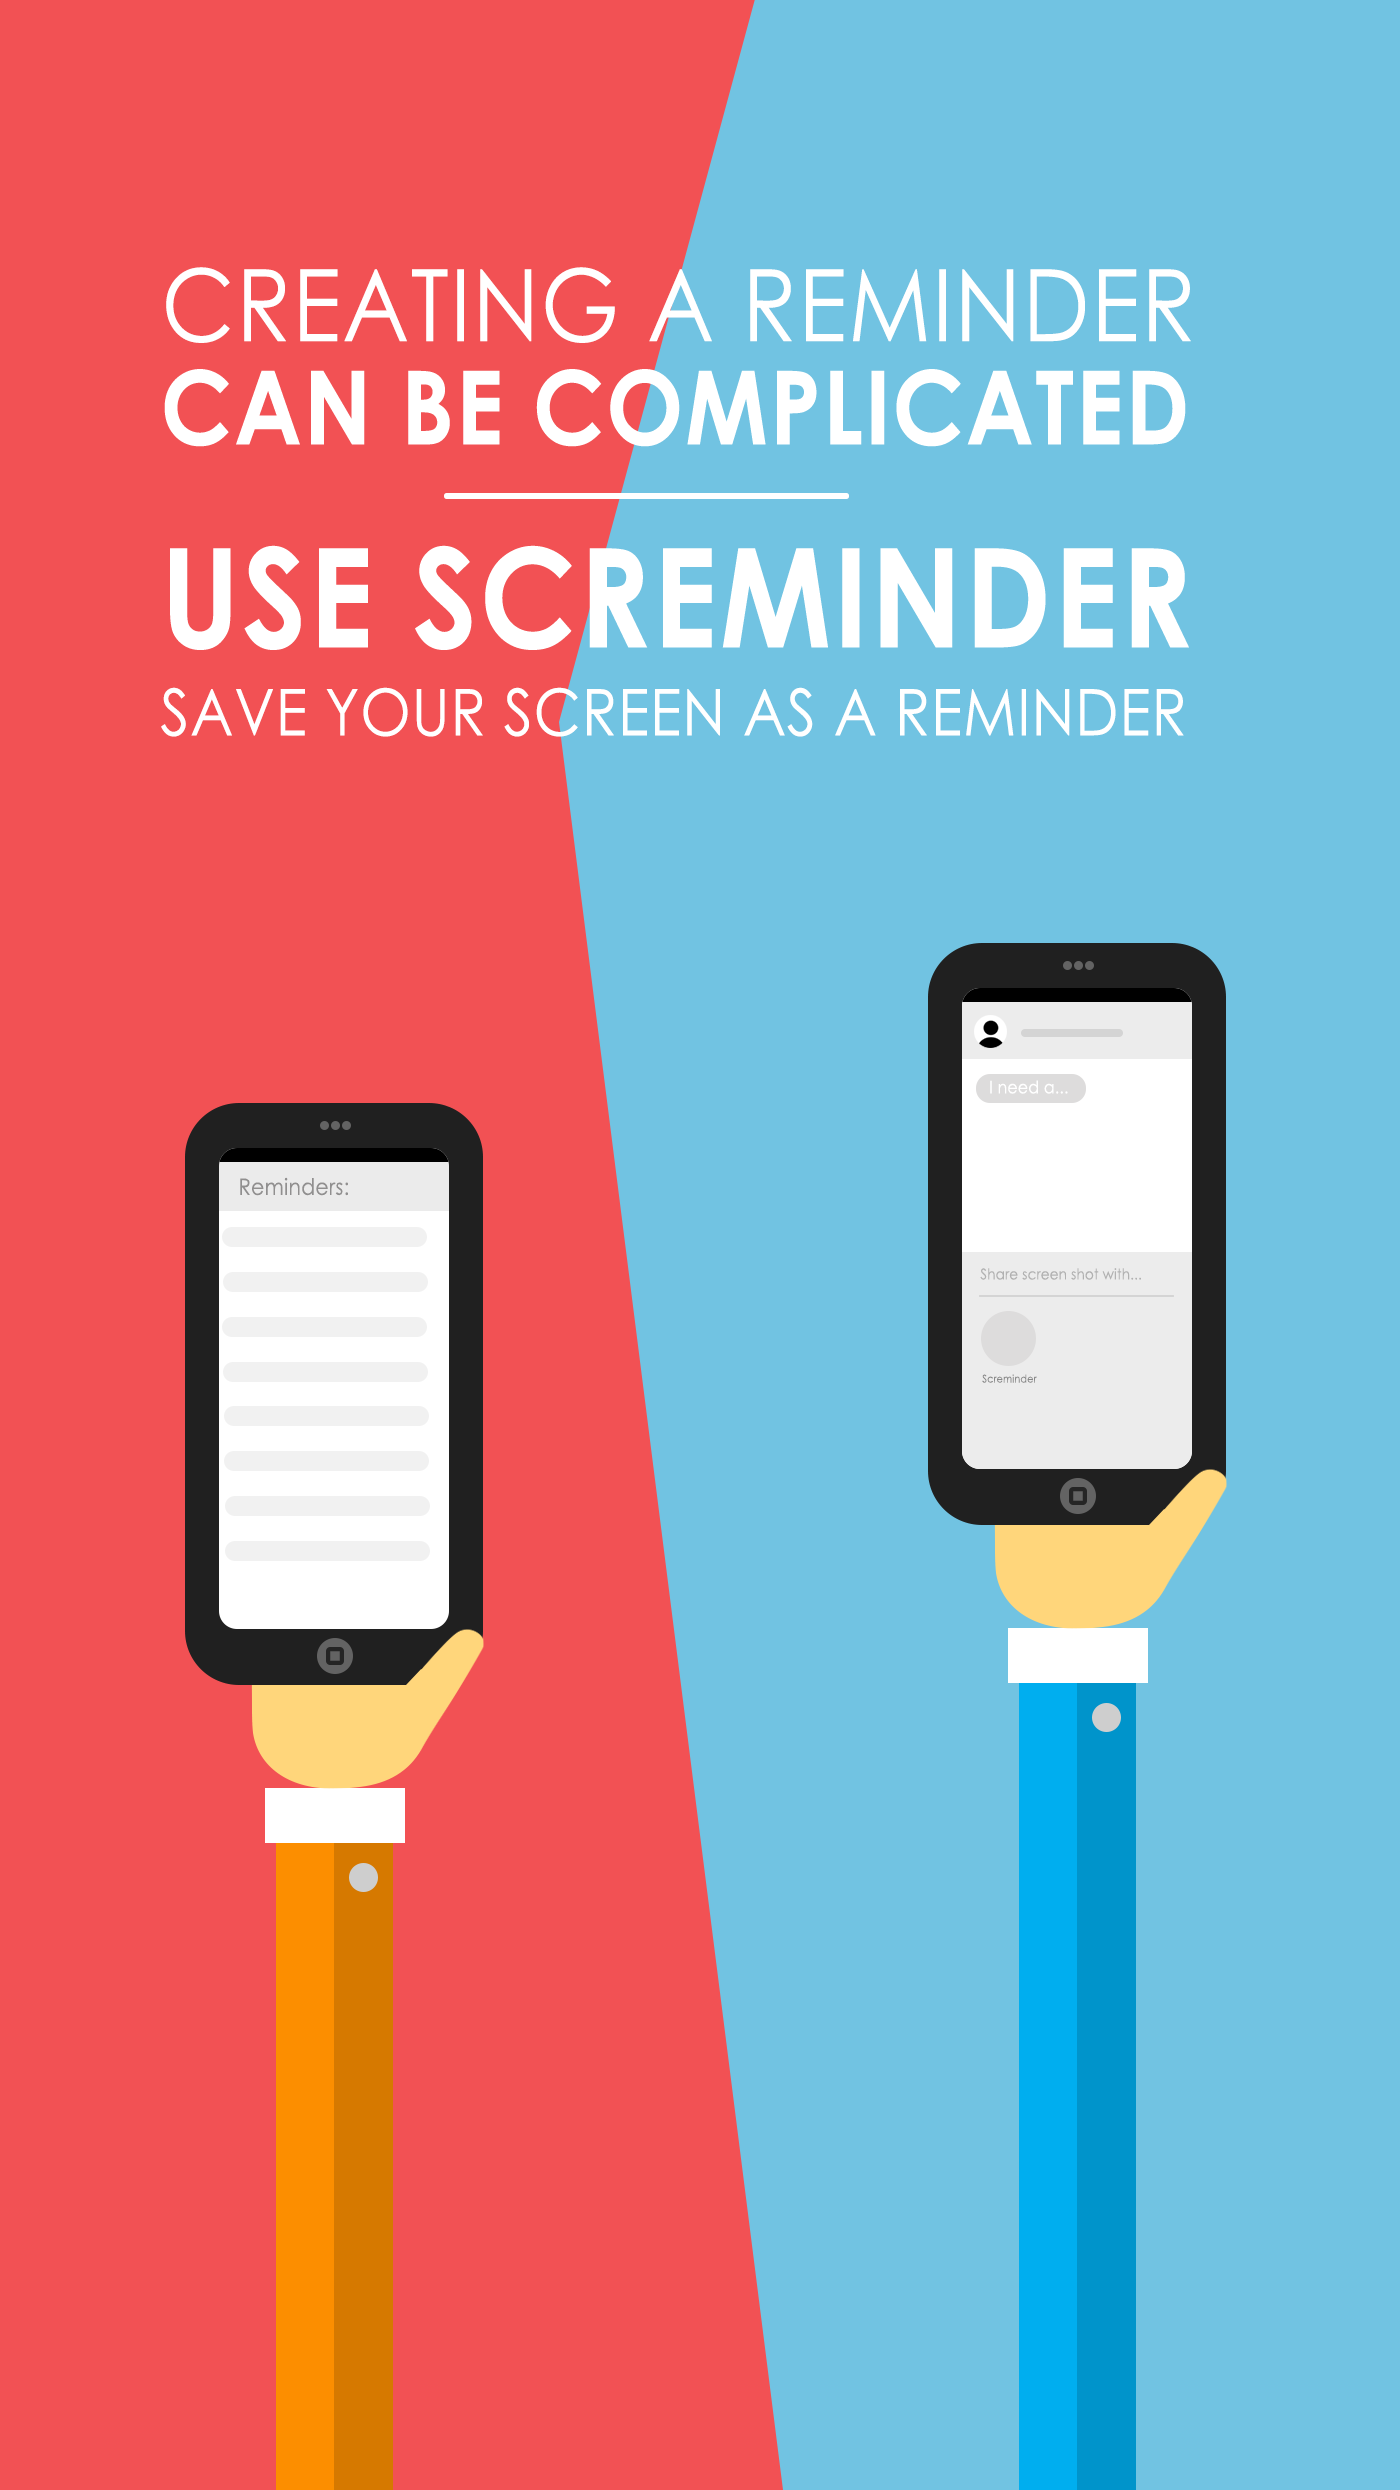 CREATING A REMINDER
CAN BE COMPLICATED
USE SCREMINDER
SAVE YOUR SCREEN AS A REMINDER
Reminders:
I need a...
Share screen shot with...
Screminder